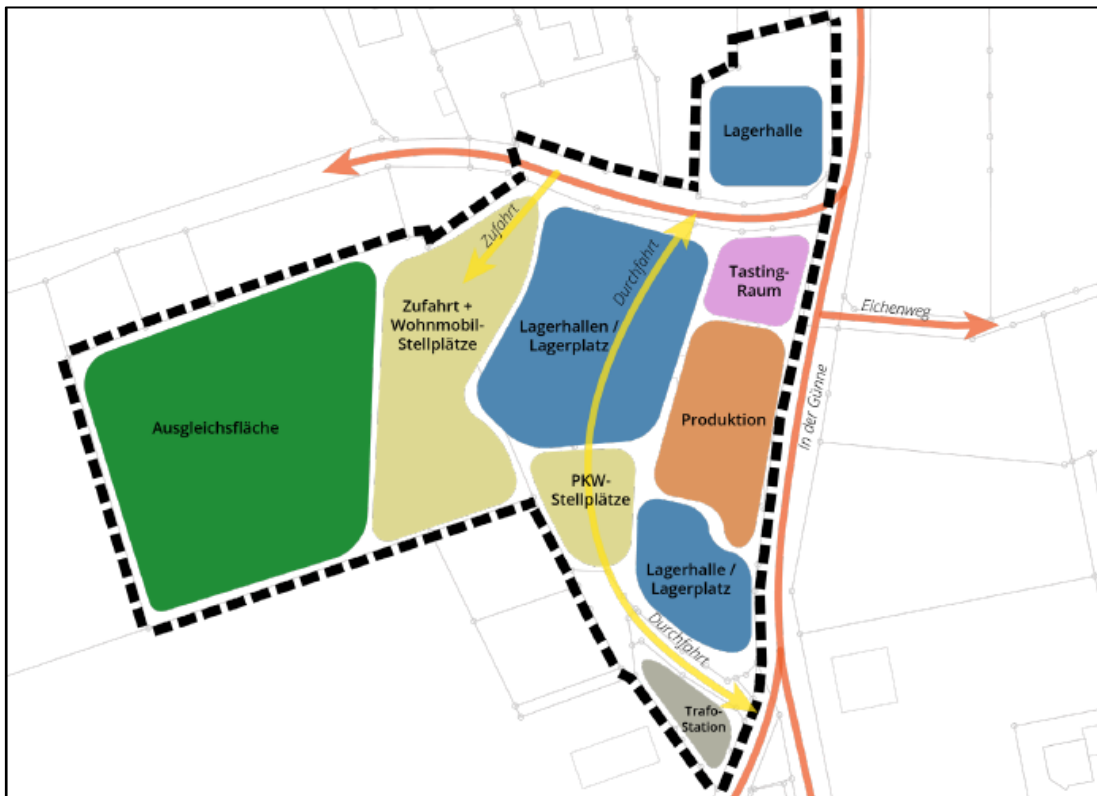 Lagerhalle
Zufahrt
Durchfahrt
Tasting-
Raum
Zufahrt +
Wohnmobil-
Stellplätze
Lagerhallen /
Lagerplatz
Eichenweg
In der Günne
Ausgleichsfläche
Produktion
PKW-
Stellplätze
Lagerhalle /
Lagerplatz
Durchfahrt
Trafo-
Station